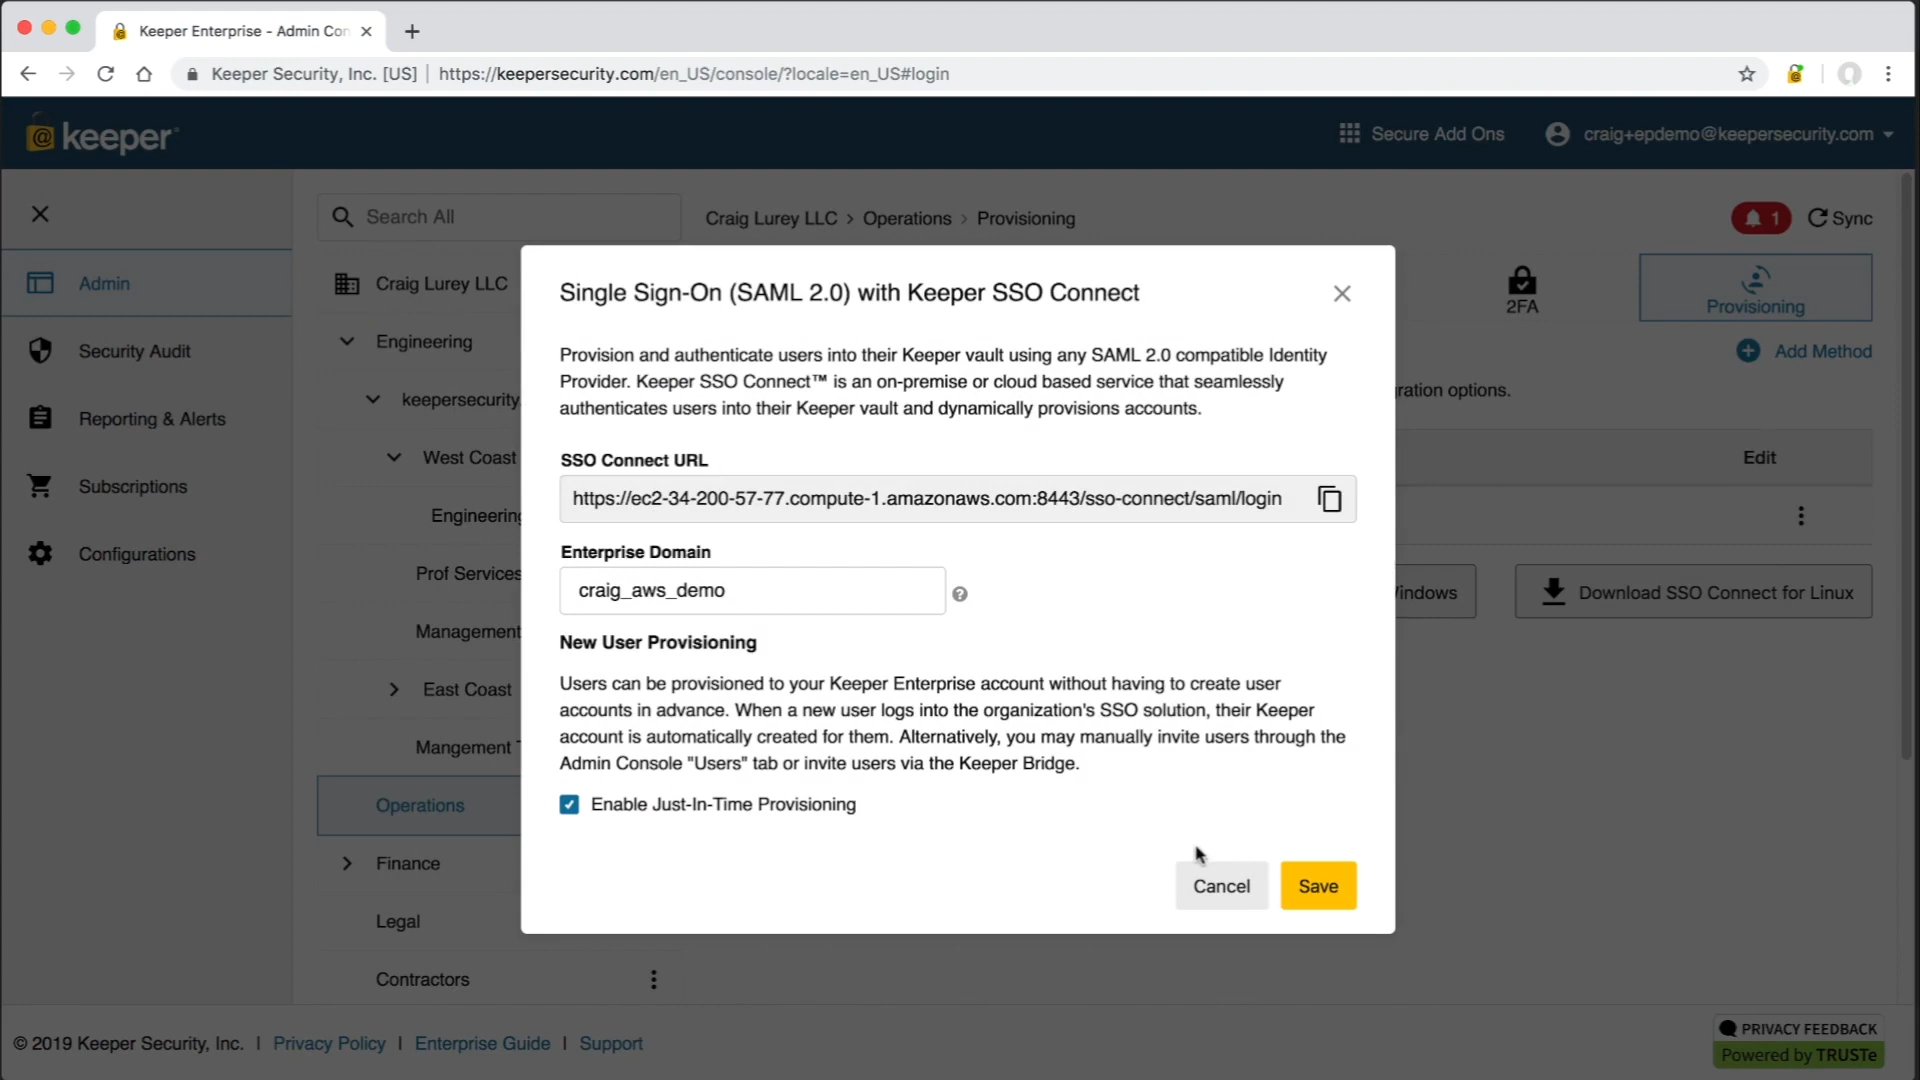 Keeper Enterprise - Admin Con
Keeper Security, Inc. [US] | https://keepersecurity.com/en_US/console/?locale=en_US#login
keeper
Secure Add Ons
craig+epdemo@keepersecurity.com
Search All
Craig Lurey LLC > Operations > Provisioning
1
Sync
Admin
Security Audit
Reporting & Alerts
Subscriptions
Configurations
Craig Lurey LLC
Engineering
keepersecurity.
West Coast
Engineering
Prof Services
Management
East Coast
Mangement T
Operations
Finance
Legal
Contractors
2FA
Provisioning
Add Method
ration options.
Edit
Windows
Download SSO Connect for Linux
Single Sign-On (SAML 2.0) with Keeper SSO Connect
Provision and authenticate users into their Keeper vault using any SAML 2.0 compatible Identity
Provider. Keeper SSO Connect™ is an on-premise or cloud based service that seamlessly
authenticates users into their Keeper vault and dynamically provisions accounts.
SSO Connect URL
https://ec2-34-200-57-77.compute-1.amazonaws.com:8443/sso-connect/saml/login
Enterprise Domain
craig_aws_demo
?
New User Provisioning
Users can be provisioned to your Keeper Enterprise account without having to create user
accounts in advance. When a new user logs into the organization's SSO solution, their Keeper
account is automatically created for them. Alternatively, you may manually invite users through the
Admin Console "Users" tab or invite users via the Keeper Bridge.
Enable Just-In-Time Provisioning
Cancel
Save
© 2019 Keeper Security, Inc. | Privacy Policy | Enterprise Guide | Support
PRIVACY FEEDBACK
Powered by TRUSTe